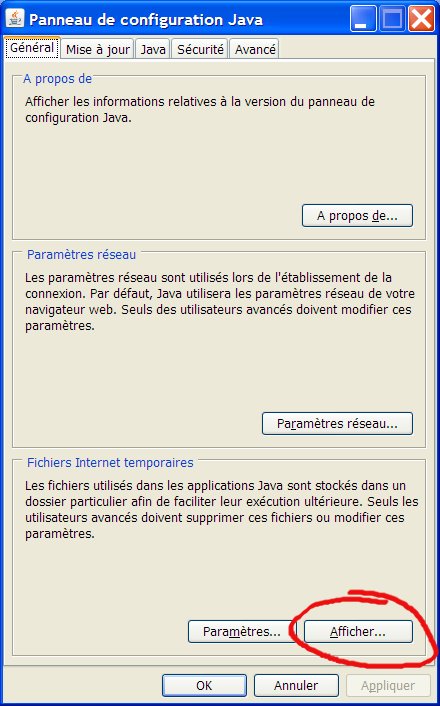 Panneau de configuration Java
Général Mise à jour Java Sécurité Avancé
A propos de
Afficher les informations relatives à la version du panneau de
configuration Java.
A propos de...
Paramètres réseau
Les paramètres réseau sont utilisés lors de l'établissement de la
connexion. Par défaut, Java utilisera les paramètres réseau de votre
navigateur web. Seuls des utilisateurs avancés doivent modifier ces
paramètres.
Paramètres réseau...
Fichiers Internet temporaires
Les fichiers utilisés dans les applications Java sont stockés dans un
dossier particulier afin de faciliter leur exécution ultérieure. Seuls les
utilisateurs avancés doivent supprimer ces fichiers ou modifier ces
paramètres.
Paramètres... Afficher...
OK Annuler Appliquer